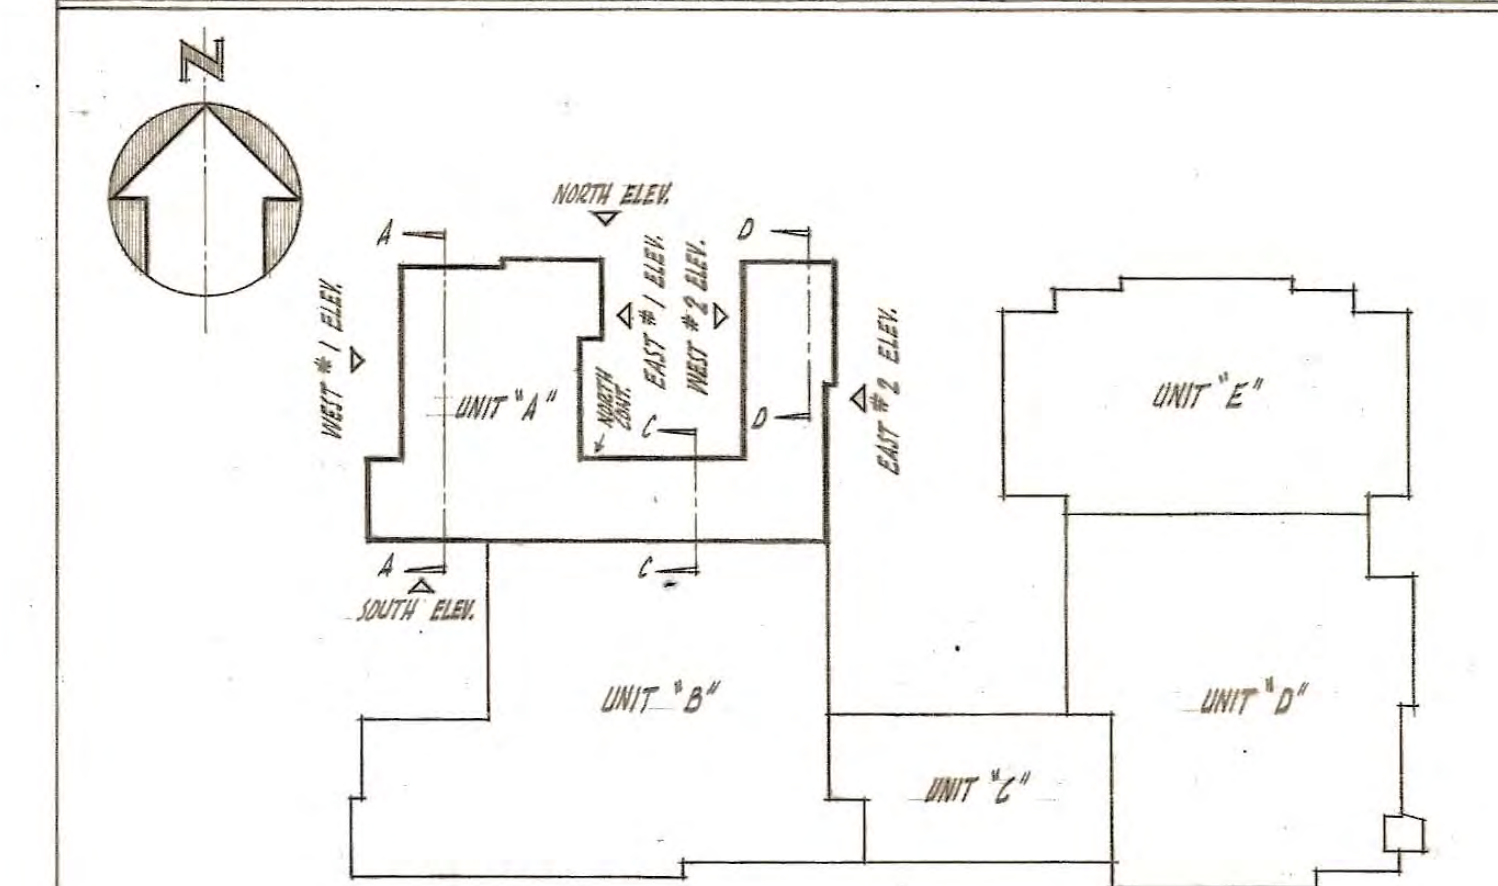 N
NORTH ELEV.
A
D
WEST #1 ELEV.
EAST #1 ELEV.
WEST #2 ELEV.
EAST #2 ELEV.
UNIT "A"
NORTH
CONT.
C
D
UNIT "E"
A
C
SOUTH ELEV.
UNIT "B"
UNIT "D"
UNIT "C"